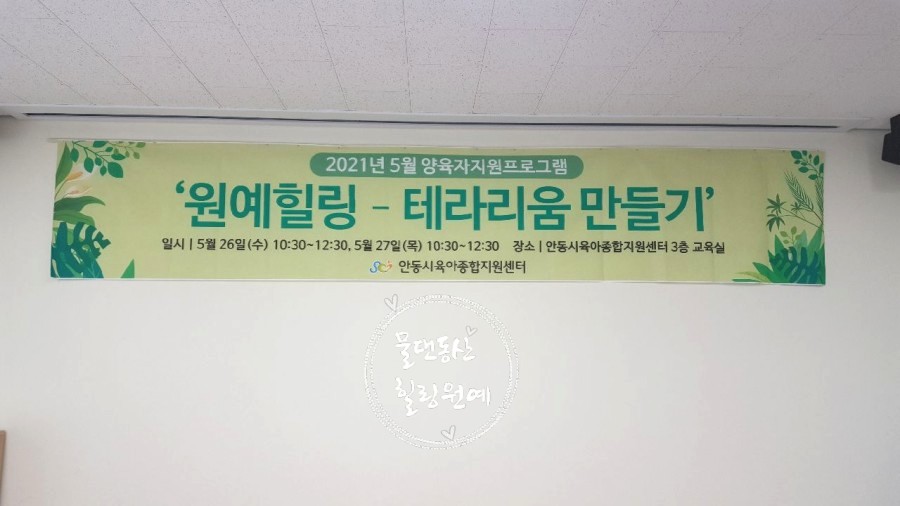 2021년 5월 양육자지원프로그램
'원예힐링 - 테라리움 만들기'
일시 | 5월 26일(수) 10:30~12:30, 5월 27일(목) 10:30~12:30 장소 | 안동시육아종합지원센터 3층 교육실
안동시육아종합지원센터
물댄동산
힐링원예